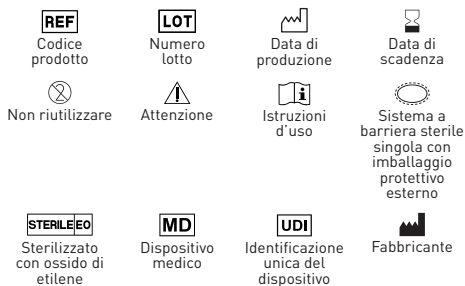 REF
Codice
prodotto
LOT
Numero
lotto
Data di
produzione
Data di
scadenza
2
Non riutilizzare
Attenzione
i
Istruzioni
d'uso
Sistema a
barriera sterile
singola con
imballaggio
protettivo
esterno
STERILE EO
Sterilizzato
con ossido di
etilene
MD
Dispositivo
medico
UDI
Identificazione
unica del
dispositivo
Fabbricante